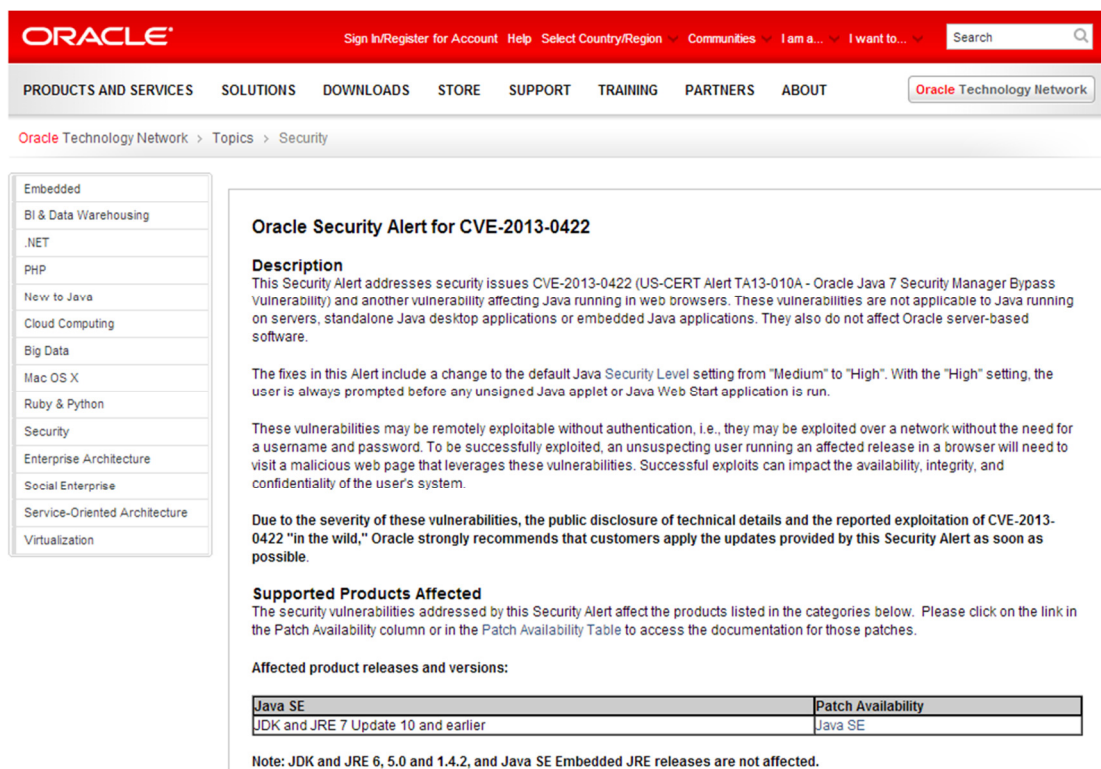 ORACLE
Sign In/Register for Account Help Select Country/Region Communities I am a... I want to... Search
PRODUCTS AND SERVICES SOLUTIONS DOWNLOADS STORE SUPPORT TRAINING PARTNERS ABOUT Oracle Technology Network
Oracle Technology Network > Topics > Security
Embedded
BI & Data Warehousing
.NET
PHP
New to Java
Cloud Computing
Big Data
Mac OS X
Ruby & Python
Security
Enterprise Architecture
Social Enterprise
Service-Oriented Architecture
Virtualization
Oracle Security Alert for CVE-2013-0422
Description
This Security Alert addresses security issues CVE-2013-0422 (US-CERT Alert TA13-010A - Oracle Java 7 Security Manager Bypass
Vulnerability) and another vulnerability affecting Java running in web browsers. These vulnerabilities are not applicable to Java running
on servers, standalone Java desktop applications or embedded Java applications. They also do not affect Oracle server-based
software.
The fixes in this Alert include a change to the default Java Security Level setting from "Medium" to "High". With the "High" setting, the
user is always prompted before any unsigned Java applet or Java Web Start application is run.
These vulnerabilities may be remotely exploitable without authentication, i.e., they may be exploited over a network without the need for
a username and password. To be successfully exploited, an unsuspecting user running an affected release in a browser will need to
visit a malicious web page that leverages these vulnerabilities. Successful exploits can impact the availability, integrity, and
confidentiality of the user's system.
Due to the severity of these vulnerabilities, the public disclosure of technical details and the reported exploitation of CVE-2013-
0422 "in the wild," Oracle strongly recommends that customers apply the updates provided by this Security Alert as soon as
possible.
Supported Products Affected
The security vulnerabilities addressed by this Security Alert affect the products listed in the categories below. Please click on the link in
the Patch Availability column or in the Patch Availability Table to access the documentation for those patches.
Affected product releases and versions:
Java SE Patch Availability
JDK and JRE 7 Update 10 and earlier Java SE
Note: JDK and JRE 6, 5.0 and 1.4.2, and Java SE Embedded JRE releases are not affected.